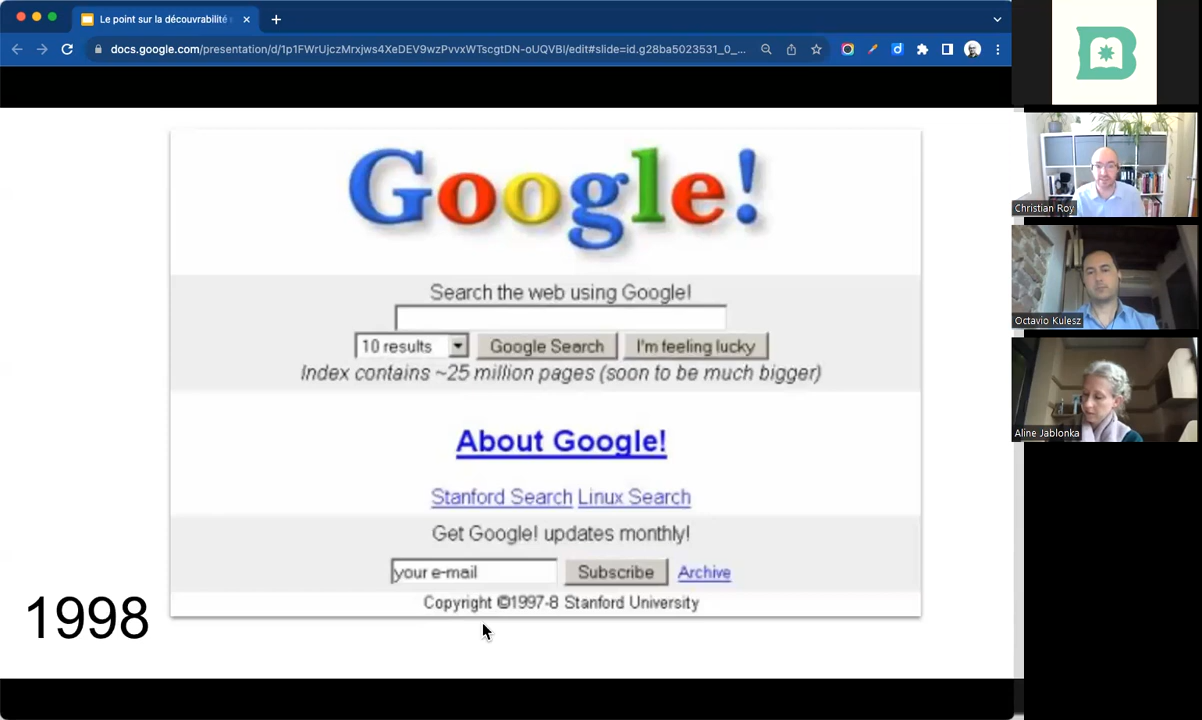 Le point sur la découvrabilité
docs.google.com/presentation/d/1p1FWrUjczMrxjws4XeDEV9wzPvvxWTscgtDN-oUQVBI/edit#slide=id.g28ba5023531_0_...
Google!
Search the web using Google!
10 results
Google Search
I'm feeling lucky
Index contains ~25 million pages (soon to be much bigger)
About Google!
Stanford Search Linux Search
Get Google! updates monthly!
your e-mail
Subscribe
Archive
Copyright ©1997-8 Stanford University
1998
Christian Roy
Octavio Kulesz
Aline Jablonka